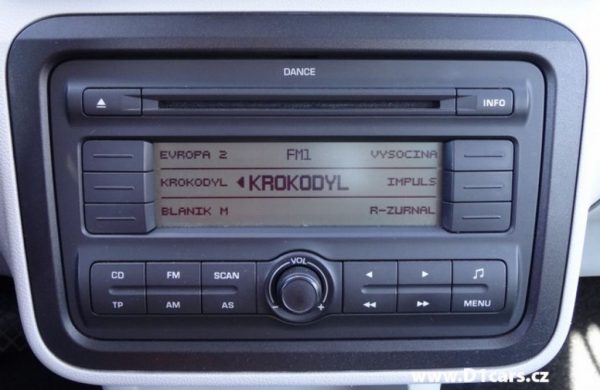 DANCE
INFO
EVROPA 2 FM1 VYSOCINA
KROKODYL KROKODYL IMPULS
BLANIK M R-ZURNAL
CD FM SCAN VOL
TP AM AS - + MENU
www.D1cars.cz